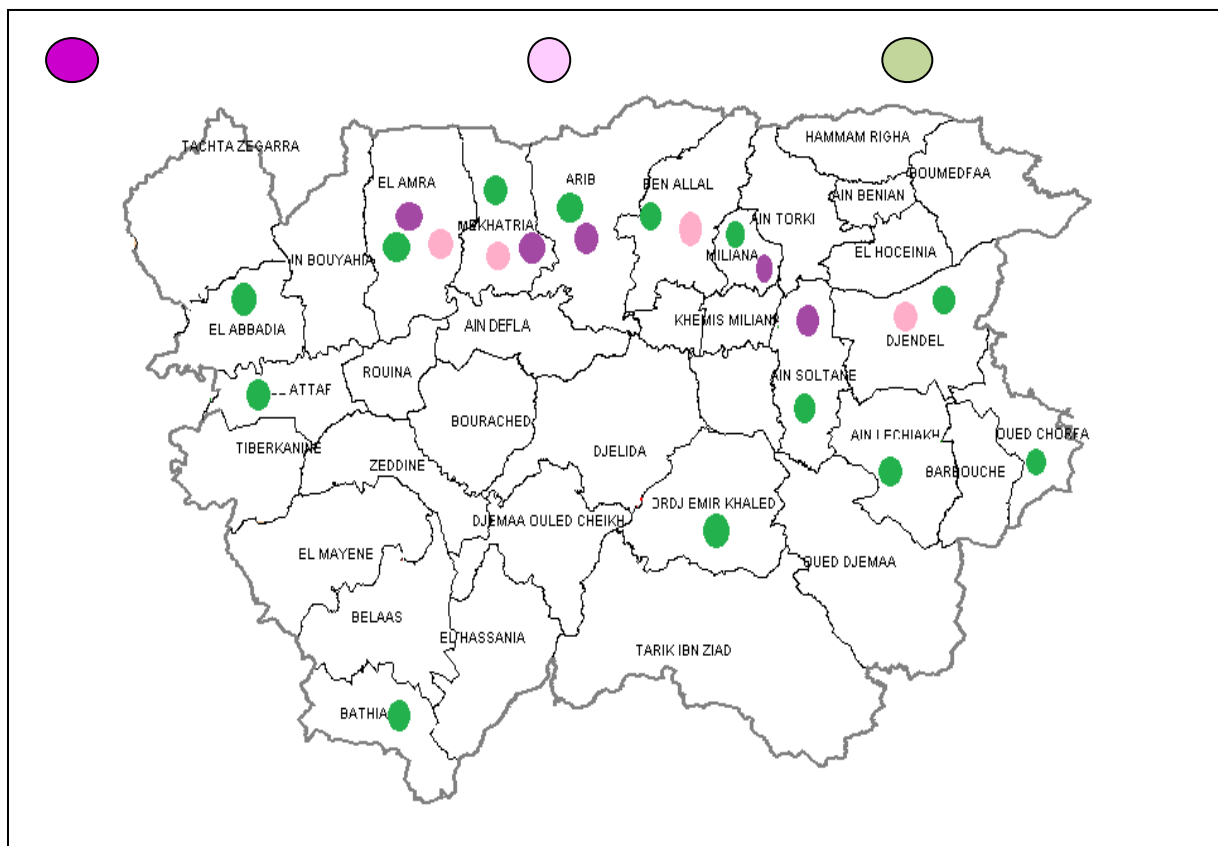 HAMMAM RIGHA
TACHTA ZEGARRA
BOUMEDFAA
EL AMRA
ARIB
BEN ALLAL
AIN BENIAN
MEKHATRIA
AIN TORKI
MILIANA
EL HOCEINIA
IN BOUYAHIA
EL ABBADIA
AIN DEFLA
KHEMIS MILIANA
DJENDEL
ROUINA
AIN SOLTANE
ATTAF
BOURACHED
AIN LECHIAKH
OUED CHORFA
TIBERKANINE
DJELIDA
ZEDDINE
BARBOUCHE
DJEMAA OULED CHEIKH
ORDJ EMIR KHALED
EL MAYENE
OUED DJEMAA
BELAAS
EL HASSANIA
TARIK IBN ZIAD
BATHIA